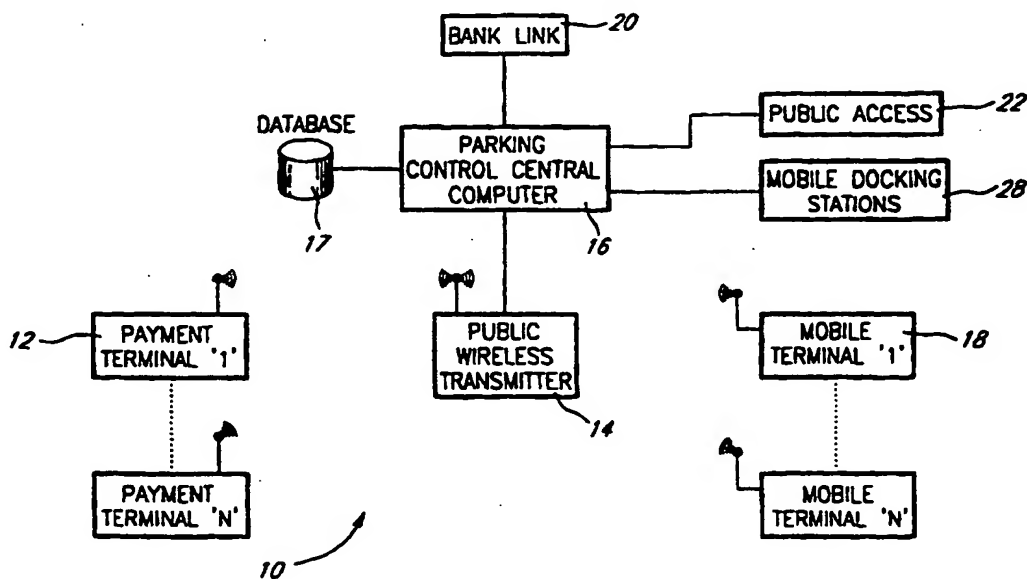 20
BANK LINK
22
PUBLIC ACCESS
DATABASE
PARKING
CONTROL CENTRAL
COMPUTER
MOBILE DOCKING
STATIONS
17
16
28
12
PAYMENT
TERMINAL '1'
PUBLIC
WIRELESS
TRANSMITTER
MOBILE
TERMINAL '1'
18
14
PAYMENT
TERMINAL 'N'
MOBILE
TERMINAL 'N'
10